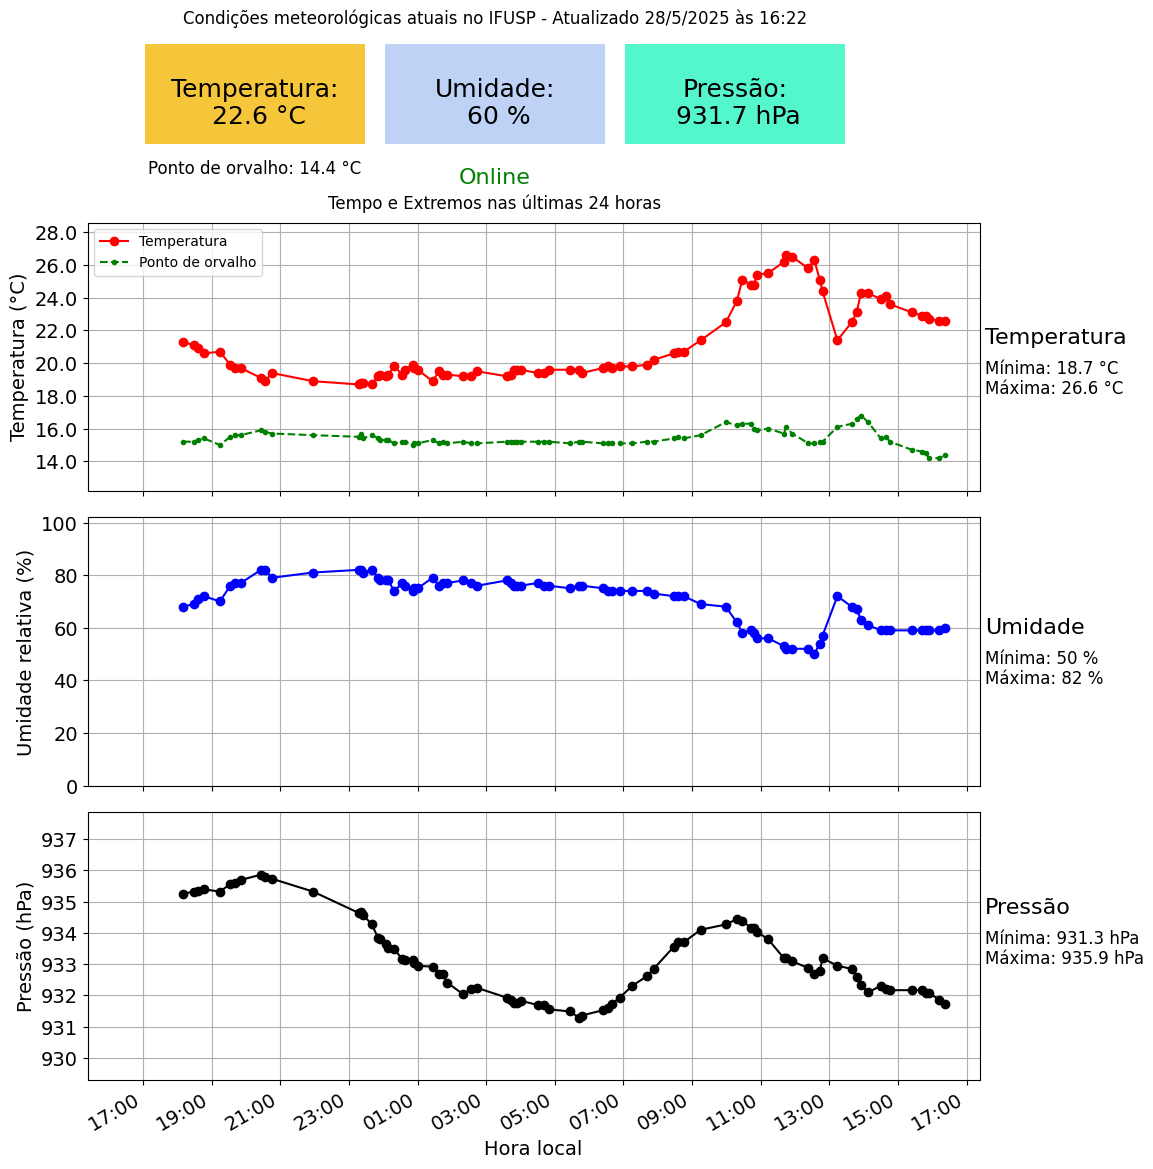 Condições meteorológicas atuais no IFUSP - Atualizado 28/5/2025 às 16:22
Temperatura:
22.6 °C
Umidade:
60 %
Pressão:
931.7 hPa
Ponto de orvalho: 14.4 °C
Online
Tempo e Extremos nas últimas 24 horas
Temperatura (°C)
28.0
26.0
24.0
22.0
20.0
18.0
16.0
14.0
Temperatura
Ponto de orvalho
Temperatura
Mínima: 18.7 °C
Máxima: 26.6 °C
Umidade relativa (%)
100
80
60
40
20
0
Umidade
Mínima: 50 %
Máxima: 82 %
Pressão (hPa)
937
936
935
934
933
932
931
930
Pressão
Mínima: 931.3 hPa
Máxima: 935.9 hPa
17:00 19:00 21:00 23:00 01:00 03:00 05:00 07:00 09:00 11:00 13:00 15:00 17:00
Hora local